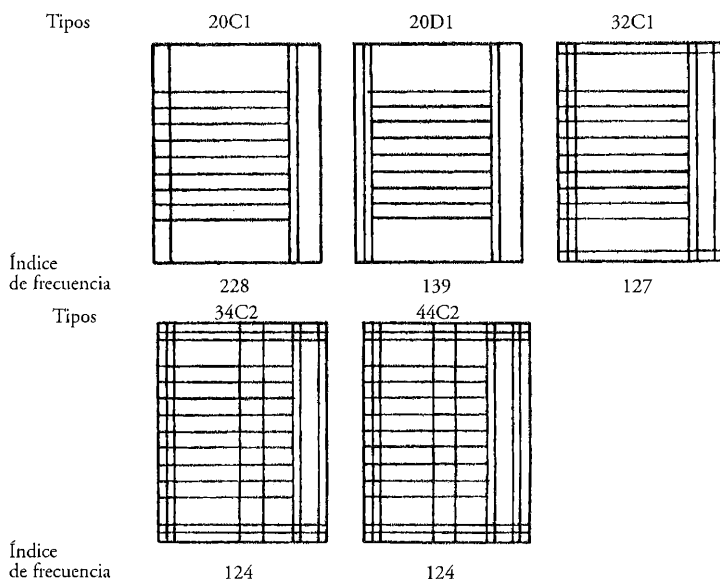 Tipos 20C1 20D1 32C1
Índice
de frecuencia 228 139 127
Tipos 34C2 44C2
Índice
de frecuencia 124 124